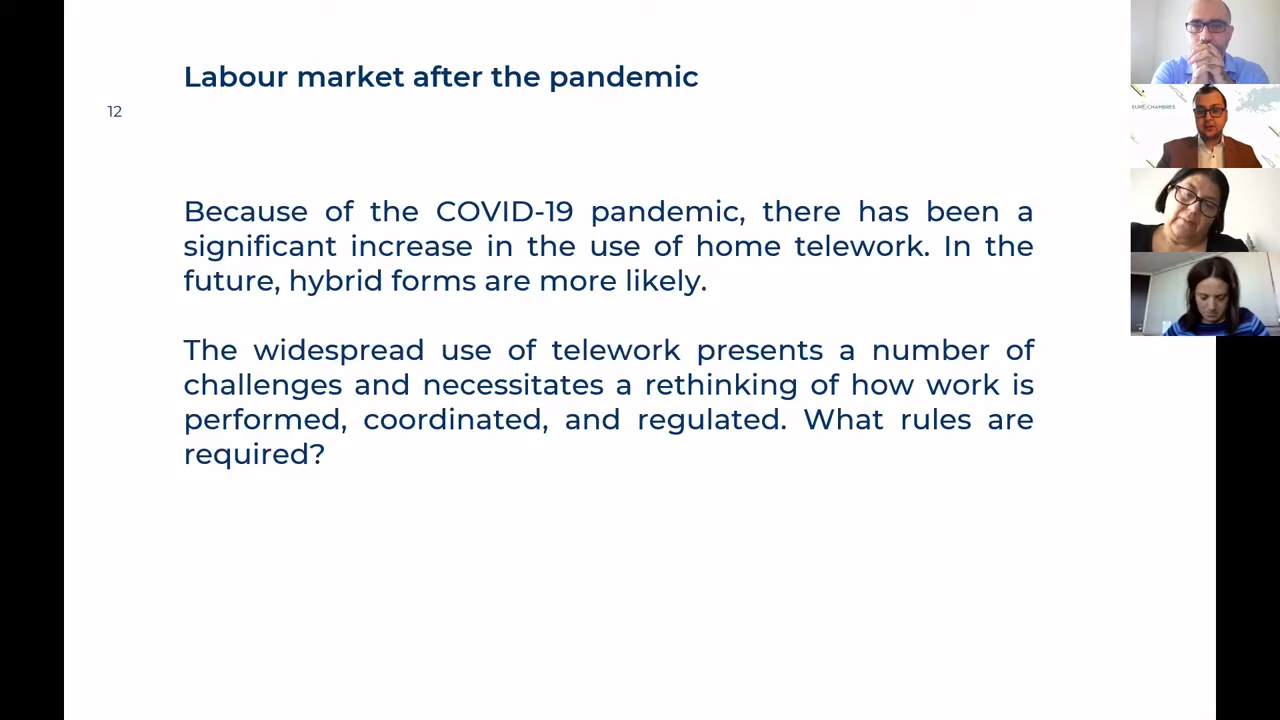 Labour market after the pandemic
12
Because of the COVID-19 pandemic, there has been a
significant increase in the use of home telework. In the
future, hybrid forms are more likely.
The widespread use of telework presents a number of
challenges and necessitates a rethinking of how work is
performed, coordinated, and regulated. What rules are
required?
EUROCHAMBRES